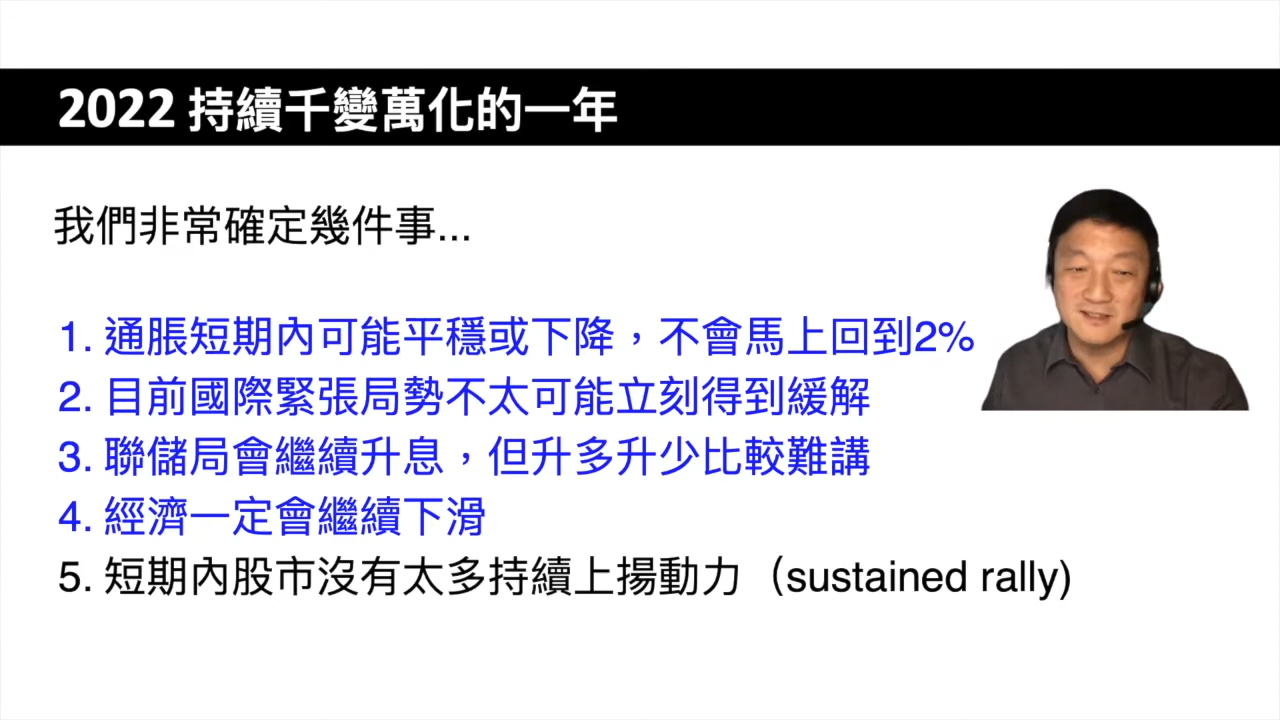 2022 持續千變萬化的一年
我們非常確定幾件事...
1. 通脹短期內可能平穩或下降，不會馬上回到2%
2. 目前國際緊張局勢不太可能立刻得到緩解
3. 聯儲局會繼續升息，但升多升少比較難講
4. 經濟一定會繼續下滑
5. 短期內股市沒有太多持續上揚動力（sustained rally)